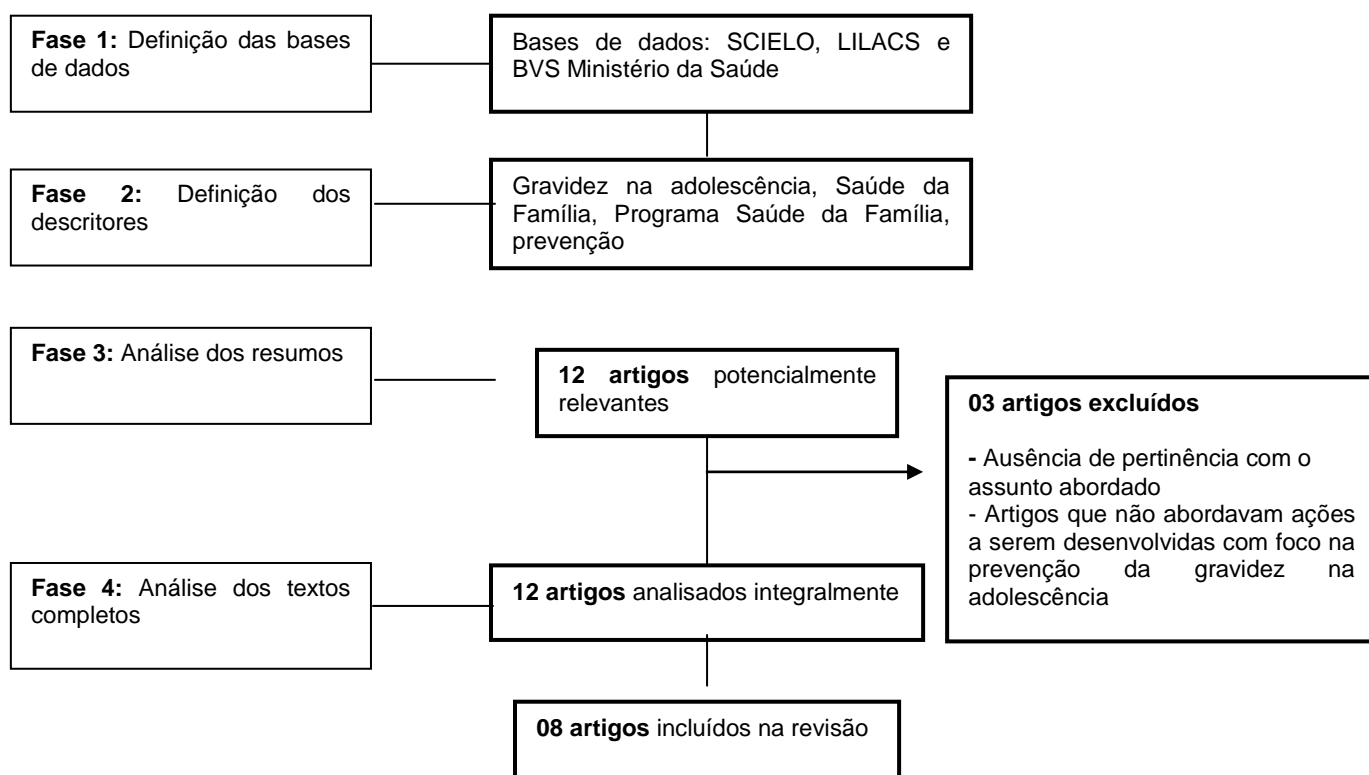 Fase 1: Definição das bases
de dados
Bases de dados: SCIELO, LILACS e
BVS Ministério da Saúde
Fase 2: Definição dos
descritores
Gravidez na adolescência, Saúde da
Família, Programa Saúde da Família,
prevenção
Fase 3: Análise dos resumos
12 artigos potencialmente
relevantes
03 artigos excluídos
- Ausência de pertinência com o
assunto abordado
- Artigos que não abordavam ações
a serem desenvolvidas com foco na
prevenção da gravidez na
adolescência
Fase 4: Análise dos textos
completos
12 artigos analisados integralmente
08 artigos incluídos na revisão